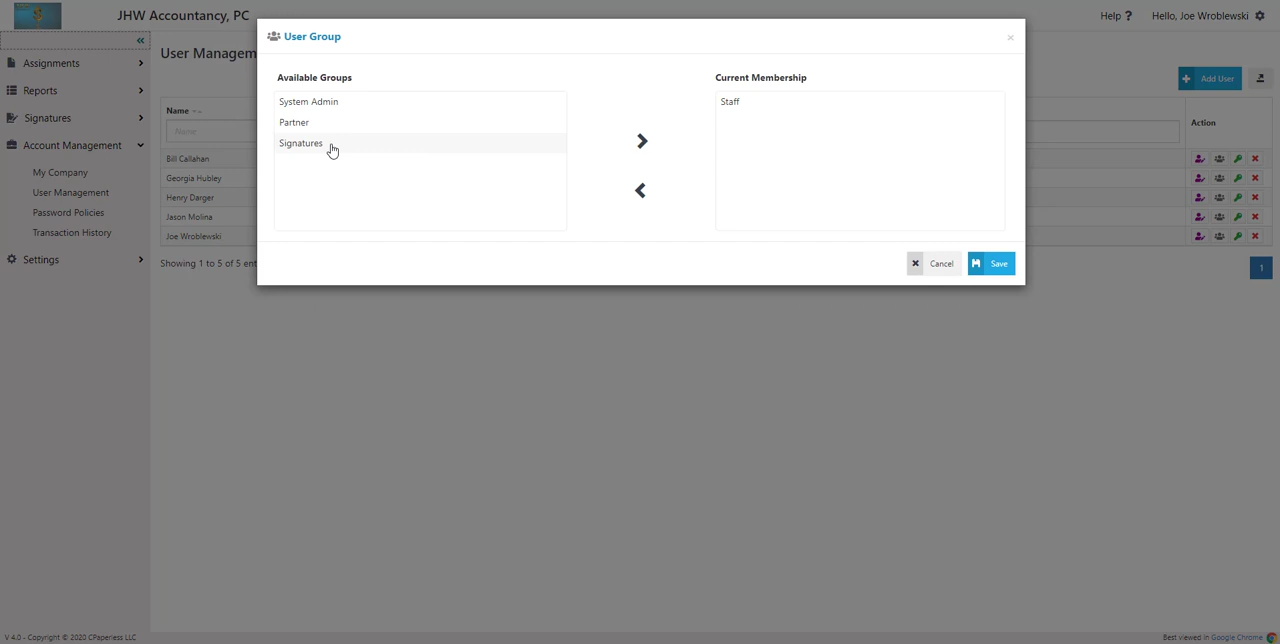 JHW Accountancy, PC
Help ?
Hello, Joe Wroblewski
Assignments
Reports
Signatures
Account Management
My Company
User Management
Password Policies
Transaction History
Settings
User Managem
Add User
Name
Name
Action
Bill Callahan
Georgia Hubley
Henry Darger
Jason Molina
Joe Wroblewski
Showing 1 to 5 of 5 ent
1
User Group
×
Available Groups
System Admin
Partner
Signatures
Current Membership
Staff
Cancel
Save
V 4.0 - Copyright © 2020 CPaperless LLC
Best viewed in Google Chrome